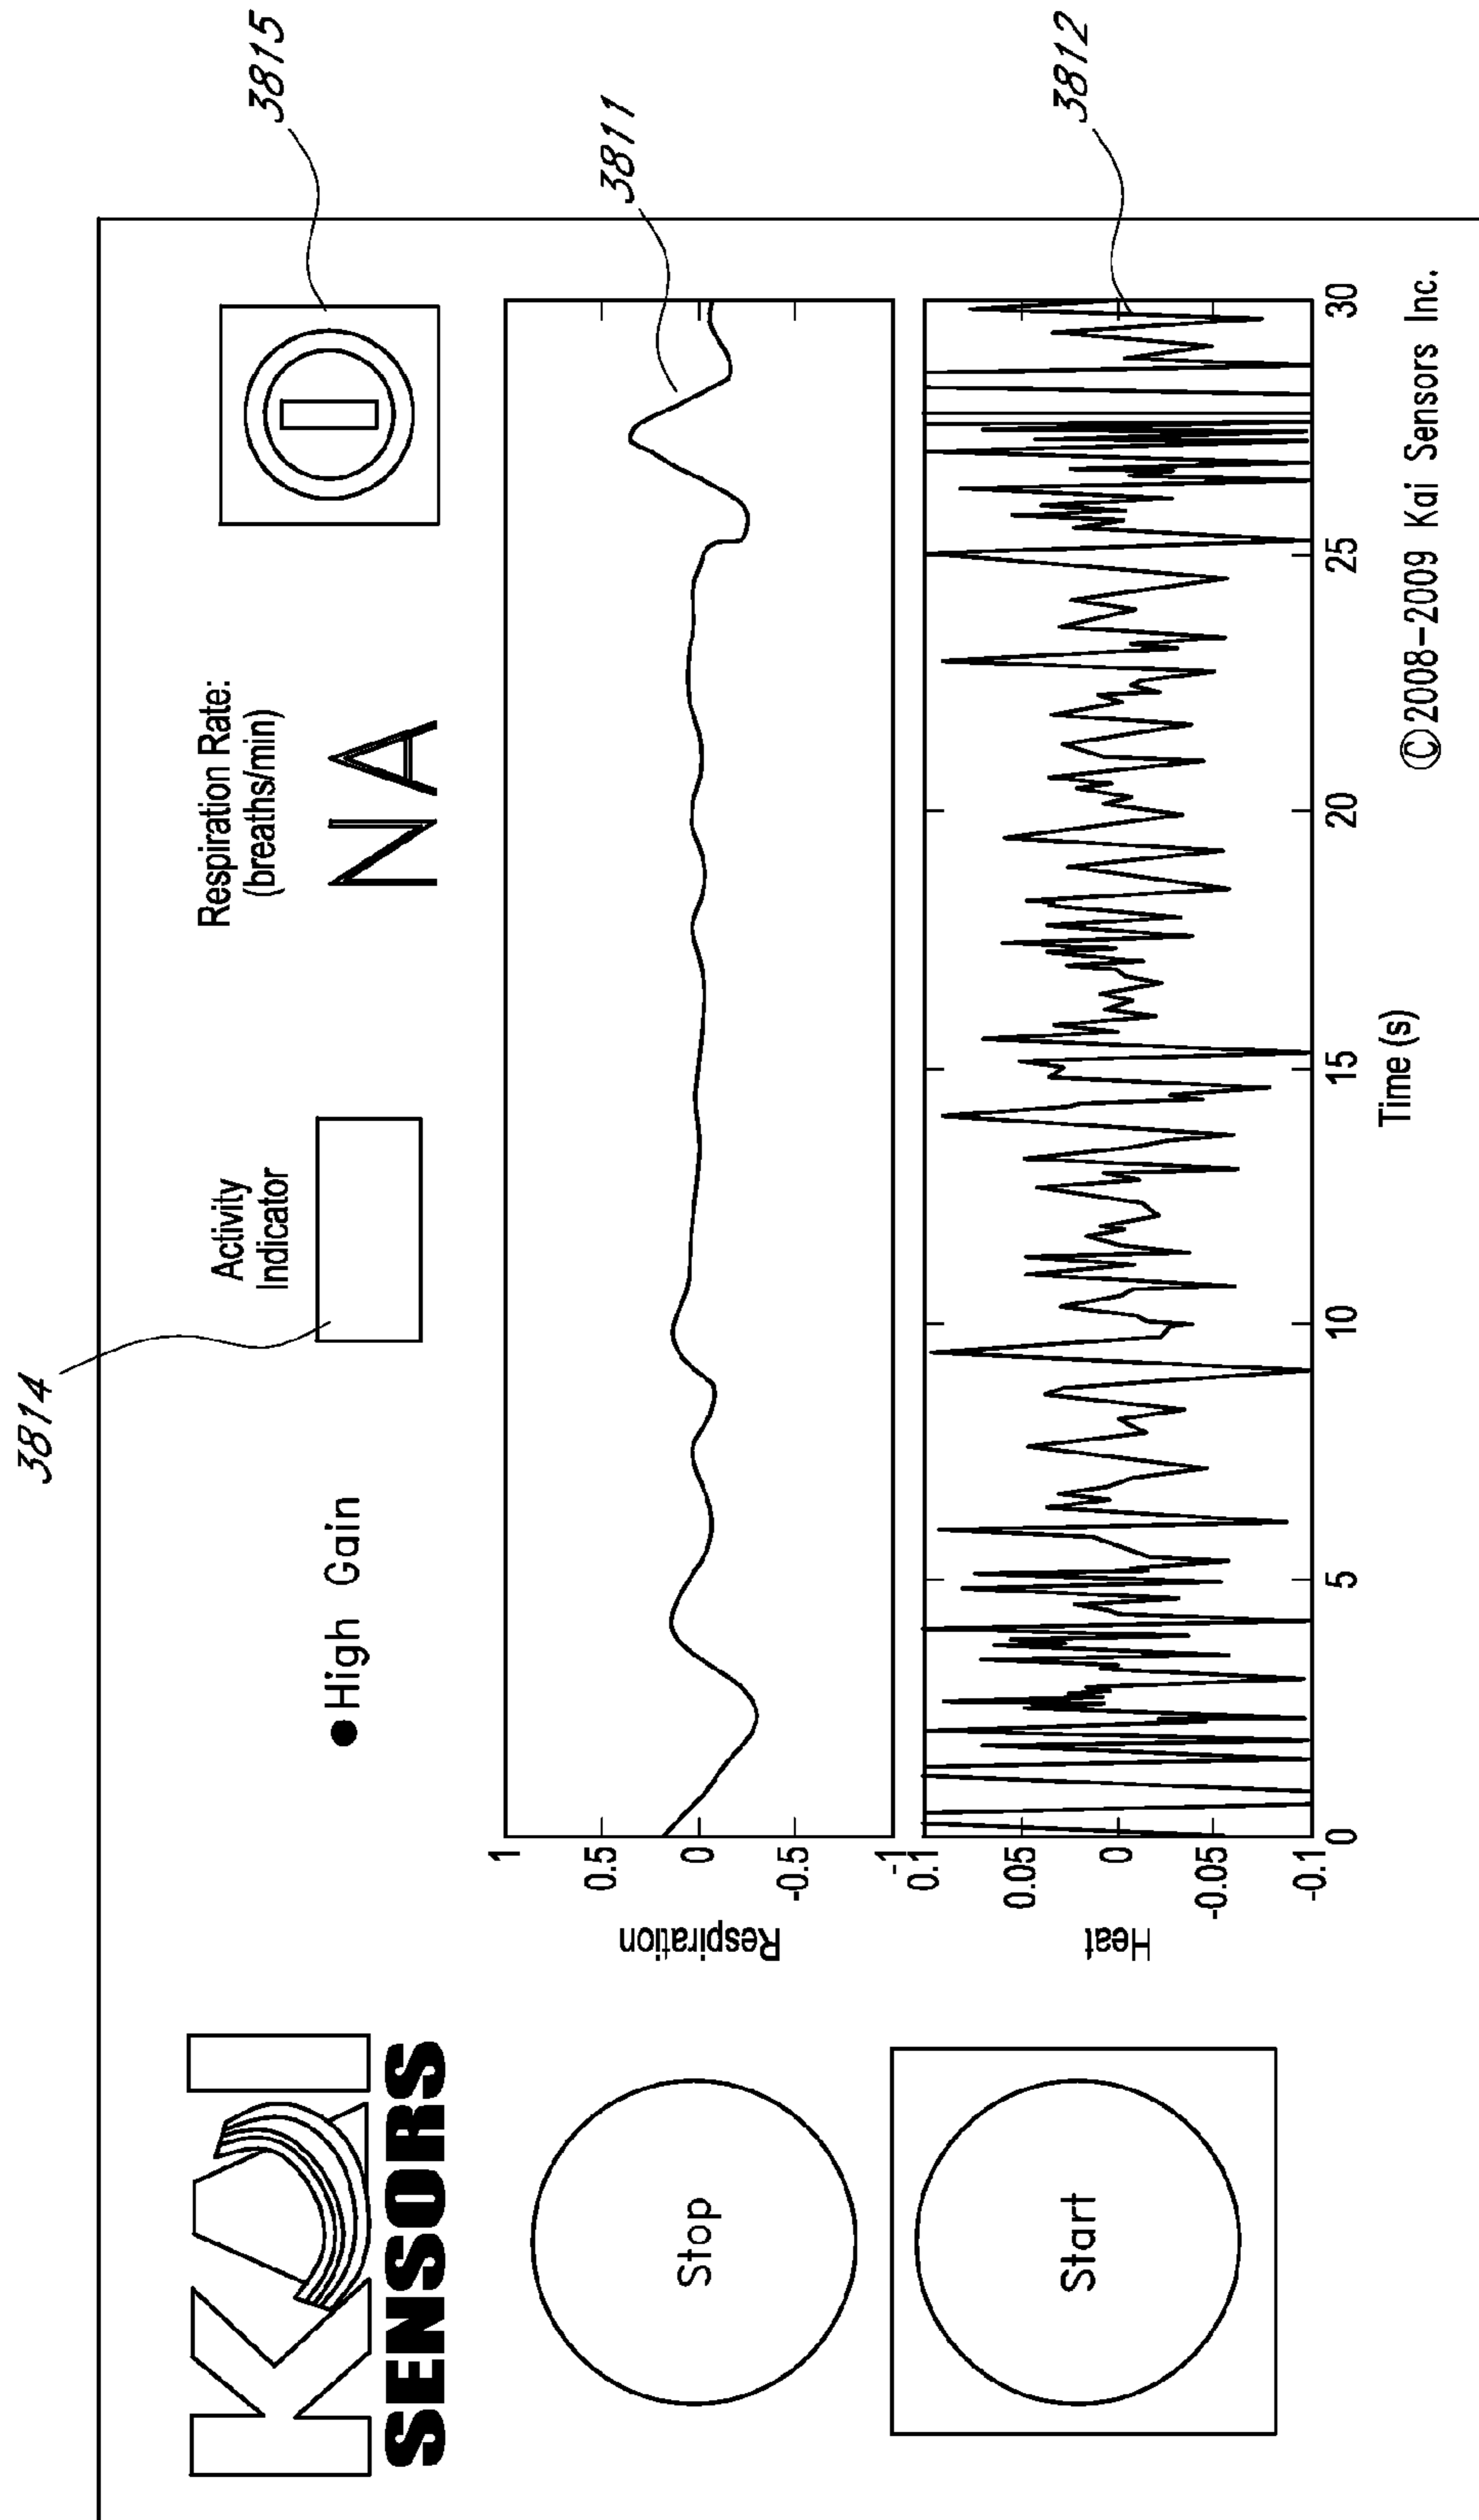 3814
3815
3811
3812
KAI
SENSORS
High Gain
Activity
Indicator
Respiration Rate:
(breaths/min)
NA
Stop
Start
Respiration
1
0.5
0
-0.5
-1
Heat
0.1
0.05
0
-0.05
-0.1
0 5 10 15 20 25 30
Time (s)
©2008-2009 Kai Sensors Inc.